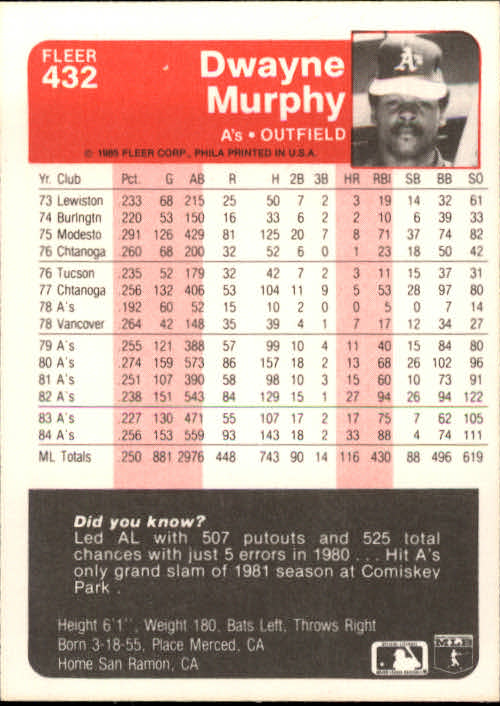 FLEER
432
Dwayne
Murphy
A's • OUTFIELD
A's
© 1985 FLEER CORP., PHILA PRINTED IN U.S.A.
Yr. Club Pct. G AB R H 2B 3B HR RBI SB BB SO
73 Lewiston .233 68 215 25 50 7 2 3 19 14 32 61
74 Burlngtn .220 53 150 16 33 6 2 2 10 6 39 33
75 Modesto .291 126 429 81 125 20 7 8 71 37 74 82
76 Chtanoga .260 68 200 32 52 6 0 1 23 18 50 42
76 Tucson .235 52 179 32 42 7 2 3 11 15 37 31
77 Chtanoga .256 132 406 53 104 11 9 5 53 28 97 80
78 A's .192 60 52 15 10 2 0 0 5 0 7 14
78 Vancover .264 42 148 35 39 4 1 7 17 12 34 27
79 A's .255 121 388 57 99 10 4 11 40 15 84 80
80 A's .274 159 573 86 157 18 2 13 68 26 102 96
81 A's .251 107 390 58 98 10 3 15 60 10 73 91
82 A's .238 151 543 84 129 15 1 27 94 26 94 122
83 A's .227 130 471 55 107 17 2 17 75 7 62 105
84 A's .256 153 559 93 143 18 2 33 88 4 74 111
ML Totals .250 881 2976 448 743 90 14 116 430 88 496 619
Did you know?
Led AL with 507 putouts and 525 total
chances with just 5 errors in 1980 . . . Hit A's
only grand slam of 1981 season at Comiskey
Park .
Height 6'1'', Weight 180, Bats Left, Throws Right
Born 3-18-55, Place Merced, CA
Home San Ramon, CA